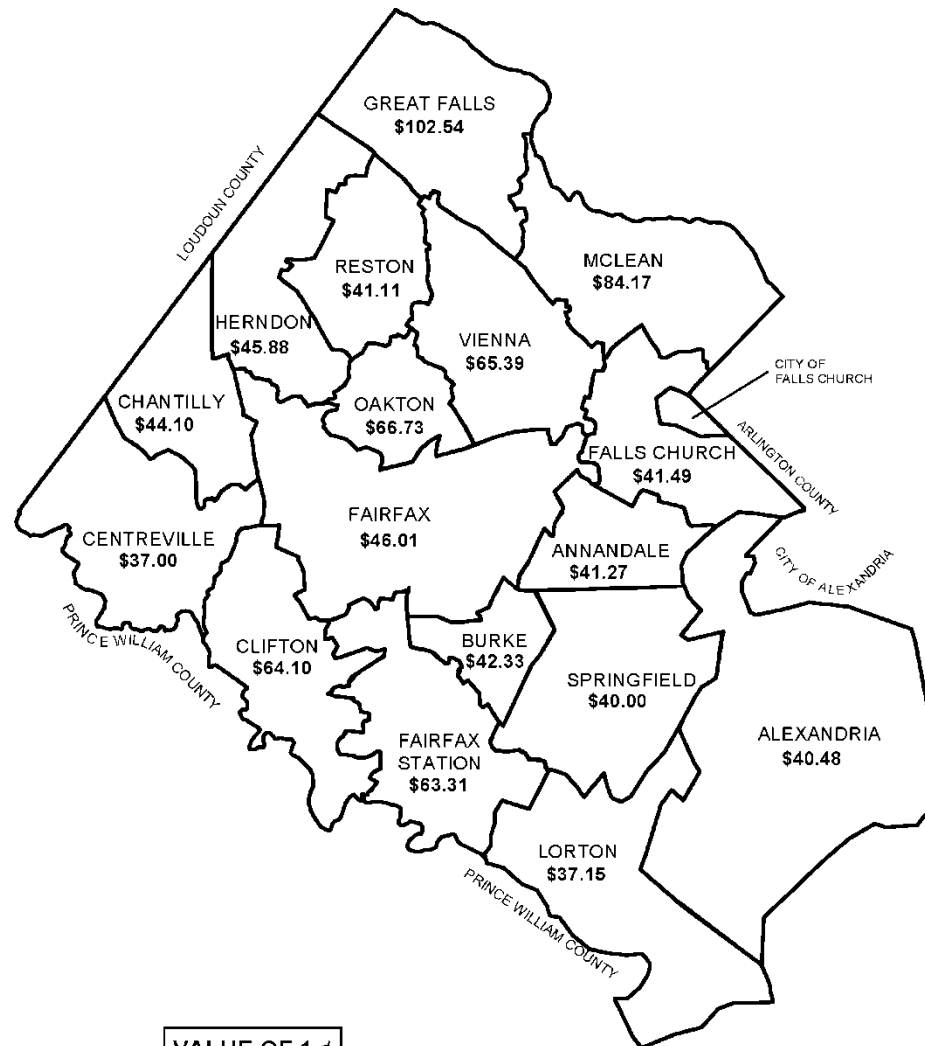 GREAT FALLS
$102.54
LOUDOUN COUNTY
MCLEAN
$84.17
RESTON
$41.11
HERNDON
$45.88
VIENNA
$65.39
CITY OF
FALLS CHURCH
OAKTON
$66.73
CHANTILLY
$44.10
ARLINGTON COUNTY
FALLS CHURCH
$41.49
FAIRFAX
$46.01
CENTREVILLE
$37.00
ANNANDALE
$41.27
CITY OF ALEXANDRIA
PRINCE WILLIAM COUNTY
CLIFTON
$64.10
BURKE
$42.33
SPRINGFIELD
$40.00
ALEXANDRIA
$40.48
FAIRFAX
STATION
$63.31
LORTON
$37.15
PRINCE WILLIAM COUNTY
VALUE OF 1